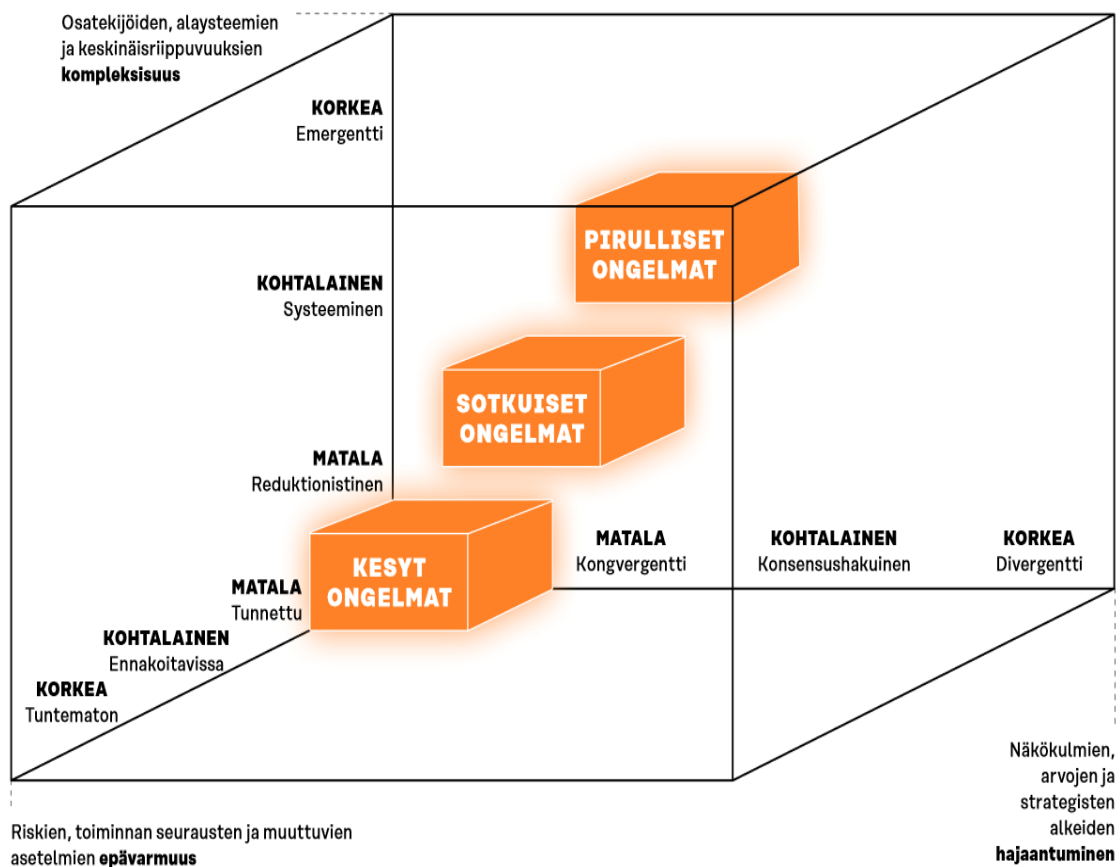 Osatekijöiden, alaysteemien
ja keskinäisriippuvuuksien
kompleksisuus
KORKEA
Emergentti
PIRULLISET
ONGELMAT
KOHTALAINEN
Systeeminen
SOTKUISET
ONGELMAT
MATALA
Reduktionistinen
KESYT
ONGELMAT
MATALA
Kongvergentti
KOHTALAINEN
Konsensushakuinen
KORKEA
Divergentti
MATALA
Tunnettu
KOHTALAINEN
Ennakoitavissa
KORKEA
Tuntematon
Näkökulmien,
arvojen ja
strategisten
alkeiden
hajaantuminen
Riskien, toiminnan seurausten ja muuttuvien
asetelmien epävarmuus